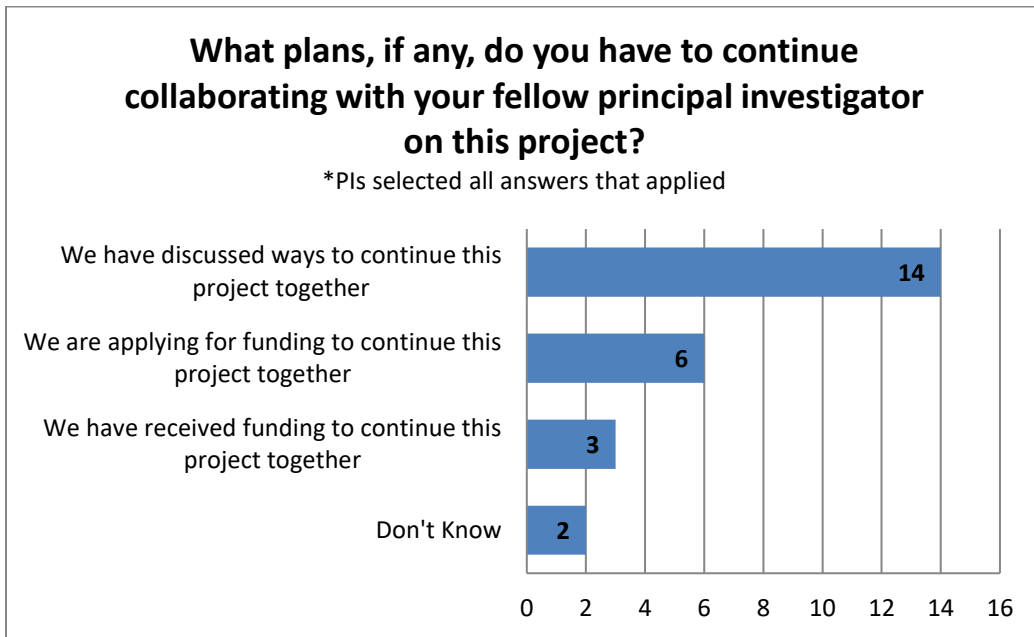 What plans, if any, do you have to continue
collaborating with your fellow principal investigator
on this project?
*PIs selected all answers that applied
We have discussed ways to continue this
project together
14
We are applying for funding to continue this
project together
6
We have received funding to continue this
project together
3
Don't Know
2
0 2 4 6 8 10 12 14 16